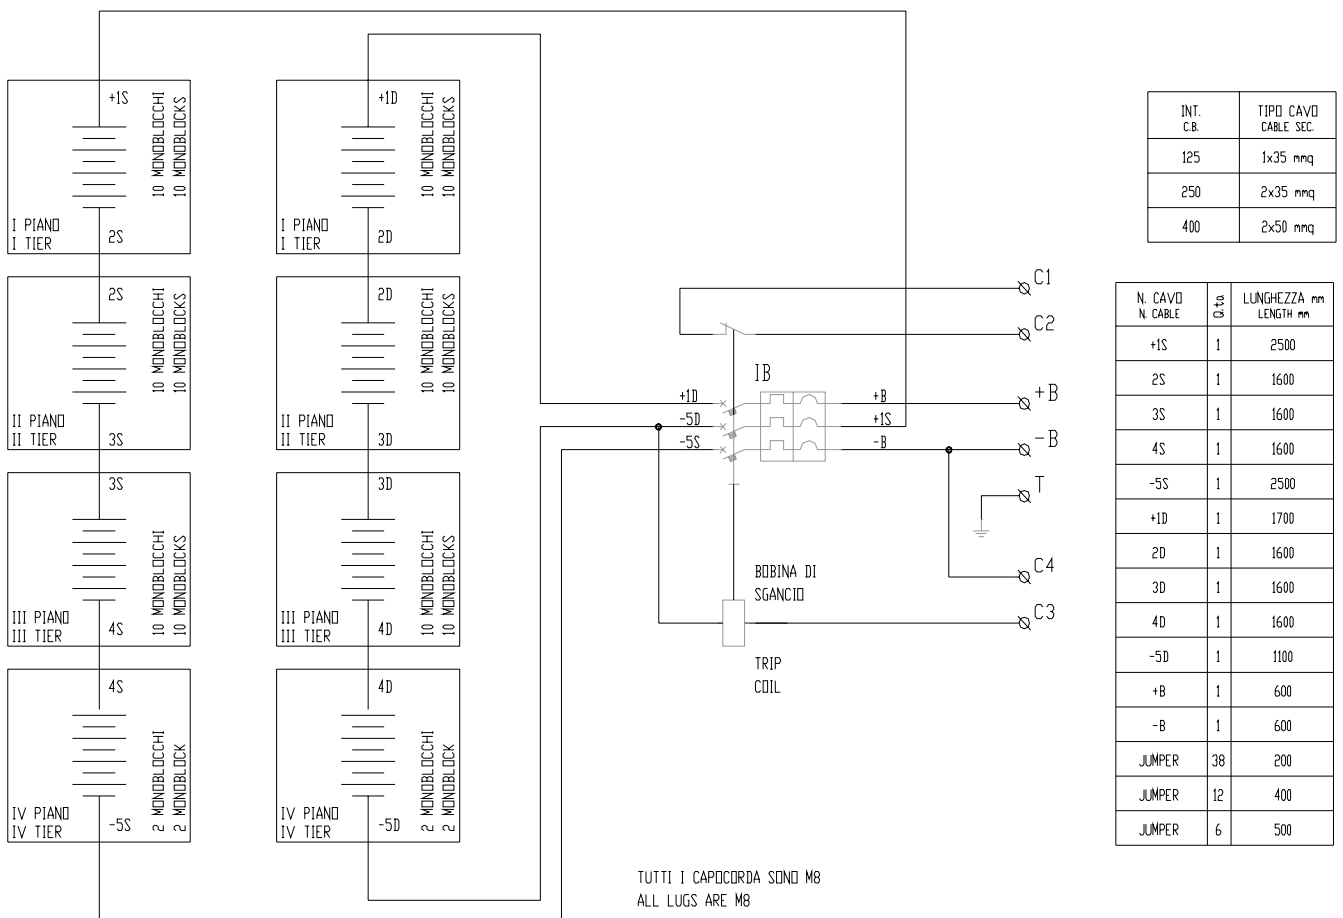 +1S
10 MONOBLOCCHI
10 MONOBLOCKS
I PIANO
I TIER
2S
+1D
10 MONOBLOCCHI
10 MONOBLOCKS
I PIANO
I TIER
2D
2S
10 MONOBLOCCHI
10 MONOBLOCKS
II PIANO
II TIER
3S
2D
10 MONOBLOCCHI
10 MONOBLOCKS
II PIANO
II TIER
3D
3S
10 MONOBLOCCHI
10 MONOBLOCKS
III PIANO
III TIER
4S
3D
10 MONOBLOCCHI
10 MONOBLOCKS
III PIANO
III TIER
4D
4S
2 MONOBLOCCHI
2 MONOBLOCK
IV PIANO
IV TIER
-5S
4D
2 MONOBLOCCHI
2 MONOBLOCK
IV PIANO
IV TIER
-5D
C1
C2
IB
+1D
+B
+B
-5D
+1S
-5S
-B
-B
T
C4
BOBINA DI
SGANCIO
C3
TRIP
COIL
TUTTI I CAPOCORDA SONO M8
ALL LUGS ARE M8
INT. TIPO CAVO
C.B. CABLE SEC.
125 1x35 mmq
250 2x35 mmq
400 2x50 mmq
N. CAVO Q.ta LUNGHEZZA mm
N. CABLE LENGTH mm
+1S 1 2500
2S 1 1600
3S 1 1600
4S 1 1600
-5S 1 2500
+1D 1 1700
2D 1 1600
3D 1 1600
4D 1 1600
-5D 1 1100
+B 1 600
-B 1 600
JUMPER 38 200
JUMPER 12 400
JUMPER 6 500